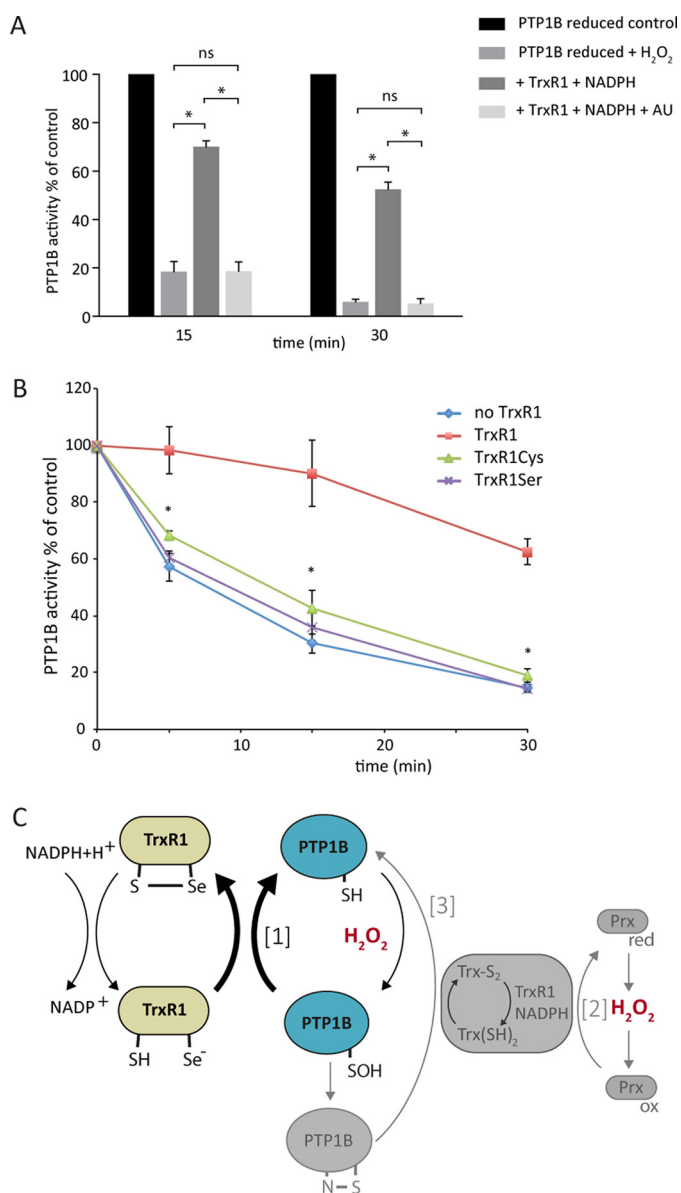 A
PTP1B reduced control
PTP1B reduced + H₂O₂
+ TrxR1 + NADPH
+ TrxR1 + NADPH + AU
PTP1B activity % of control
100
80
60
40
20
0
ns
*
*
ns
*
*
15
30
time (min)
B
PTP1B activity % of control
120
100
80
60
40
20
0
no TrxR1
TrxR1
TrxR1Cys
TrxR1Ser
*
*
*
0
10
20
30
time (min)
C
NADPH+H⁺
TrxR1
S
Se
NADP⁺
TrxR1
SH
Se⁻
[1]
PTP1B
SH
H₂O₂
PTP1B
SOH
PTP1B
N – S
[3]
Trx-S₂
TrxR1
NADPH
Trx(SH)₂
[2]
Prx
red
H₂O₂
Prx
ox